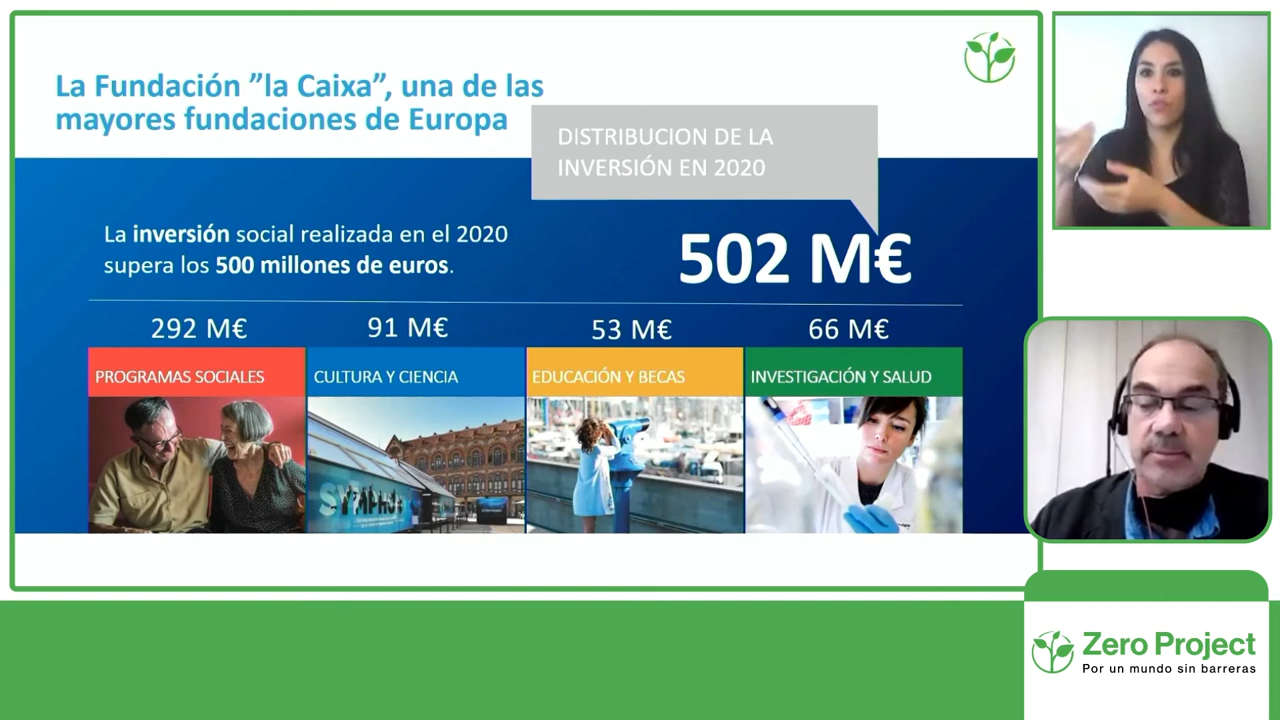 La Fundación ”la Caixa”, una de las
mayores fundaciones de Europa
DISTRIBUCION DE LA
INVERSIÓN EN 2020
La inversión social realizada en el 2020
supera los 500 millones de euros.
502 M€
292 M€
91 M€
53 M€
66 M€
PROGRAMAS SOCIALES
CULTURA Y CIENCIA
EDUCACIÓN Y BECAS
INVESTIGACIÓN Y SALUD
Zero Project
Por un mundo sin barreras